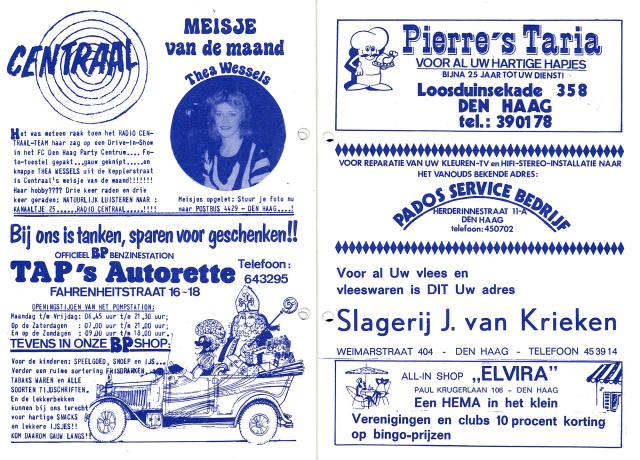 CENTRAAL
MEISJE
van de maand
Thea Wessels
Het was meteen raak toen het RADIO CEN-
TRAAL-TEAM haar zag op een Drive-in-Show
in het FC Den Haag Party Centrum.... Fo-
to-toestel gepakt...gauw geknipt.....en
knappe THEA WESSELS uit de Keplerstraat
is Centraal's meisje van de maand!!!!!!!
Haar hobby???? Drie keer raden en drie
keer geraden: NATUURLIJK LUISTEREN NAAR :
KANAALTJE 25 .....RADIO CENTRAAL.....!!!!
Meisjes oppelet: Stuur je foto nu
naar POSTBUS 4429 - DEN HAAG....!
Bij ons is tanken, sparen voor geschenken!!
OFFICIEEL BP BENZINESTATION
TAP's Autorette
Telefoon:
643295
FAHRENHEITSTRAAT 16-18
OPENINGSTIJDEN VAN HET POMPSTATION:
Maandag t/m Vrijdag: 06.45 uur t/m 21.30 uur;
Op de Zaterdagen : 07.00 uur t/m 21.00 uur;
En op de Zondagen : 09.00 uur t/m 18.00 uur;
TEVENS IN ONZE BP SHOP:
Voor de kinderen: SPEELGOED, SNOEP en IJS...
Verder een ruime sortering FRISDRANKEN,
TABAKS WAREN en ALLE
SOORTEN TIJDSCHRIFTEN.
En de lekkerbekken
kunnen bij ons terecht
voor hartige SNACKS
en lekkere IJSJES!!
KOM DAAROM GAUW LANGS!!
Pierre's Taria
VOOR AL UW HARTIGE HAPJES
BIJNA 25 JAAR TOT UW DIENST!
Loosduinsekade 358
DEN HAAG
tel.: 390178
VOOR REPARATIE VAN UW KLEUREN-TV en HIFI-STEREO-INSTALLATIE NAAR
HET VANOUDS BEKENDE ADRES:
PADOS SERVICE BEDRIJF
HERDERINNESTRAAT 11-A
DEN HAAG
telefoon: 450702
Voor al Uw vlees en
vleeswaren is DIT Uw adres
Slagerij J. van Krieken
WEIMARSTRAAT 404 - DEN HAAG - TELEFOON 453914
ALL-IN SHOP „ELVIRA”
PAUL KRUGERLAAN 106 - DEN HAAG
Een HEMA in het klein
Verenigingen en clubs 10 procent korting
op bingo-prijzen